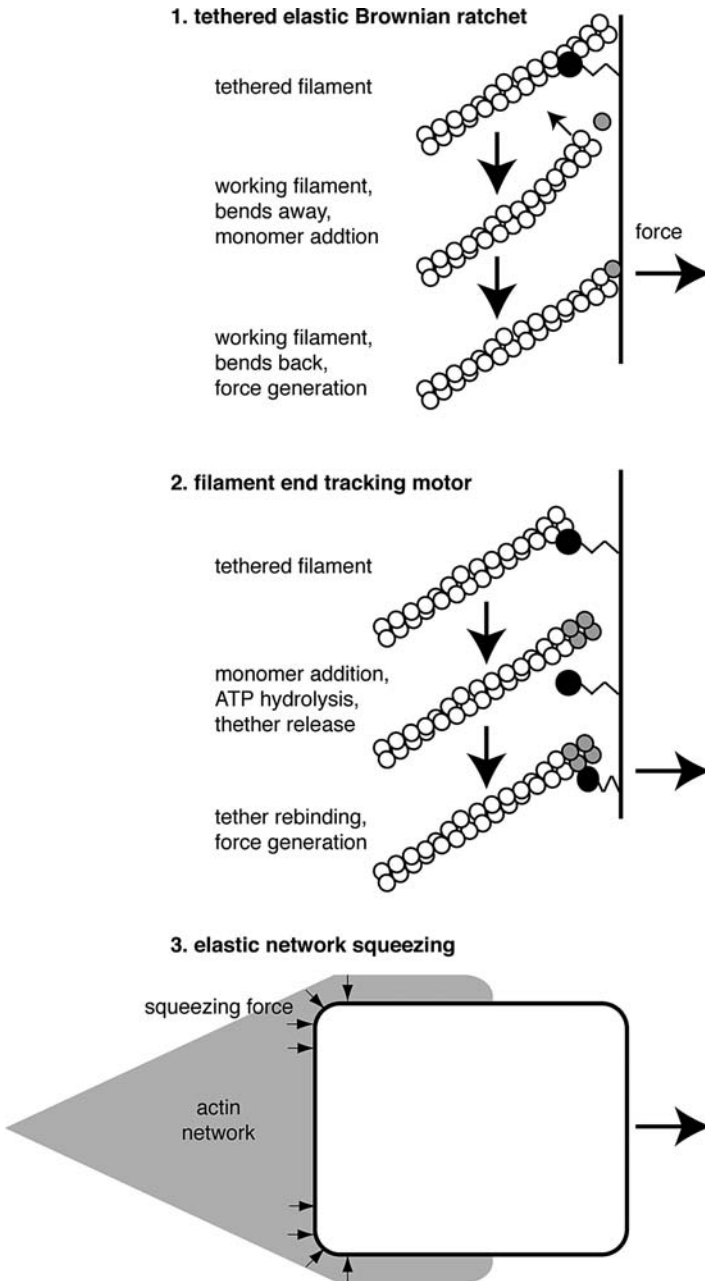 1. tethered elastic Brownian ratchet
tethered filament
working filament,
bends away,
monomer addtion
force
working filament,
bends back,
force generation
2. filament end tracking motor
tethered filament
monomer addition,
ATP hydrolysis,
thether release
tether rebinding,
force generation
3. elastic network squeezing
squeezing force
actin
network